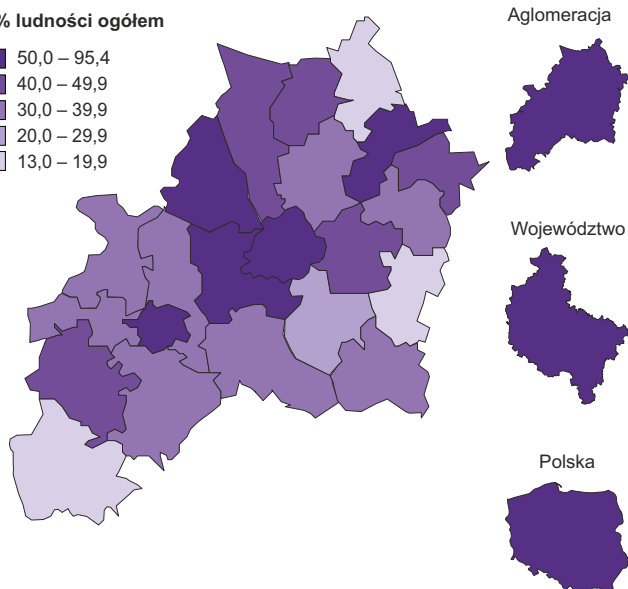 % ludności ogółem
50,0 – 95,4
40,0 – 49,9
30,0 – 39,9
20,0 – 29,9
13,0 – 19,9
Aglomeracja
Województwo
Polska